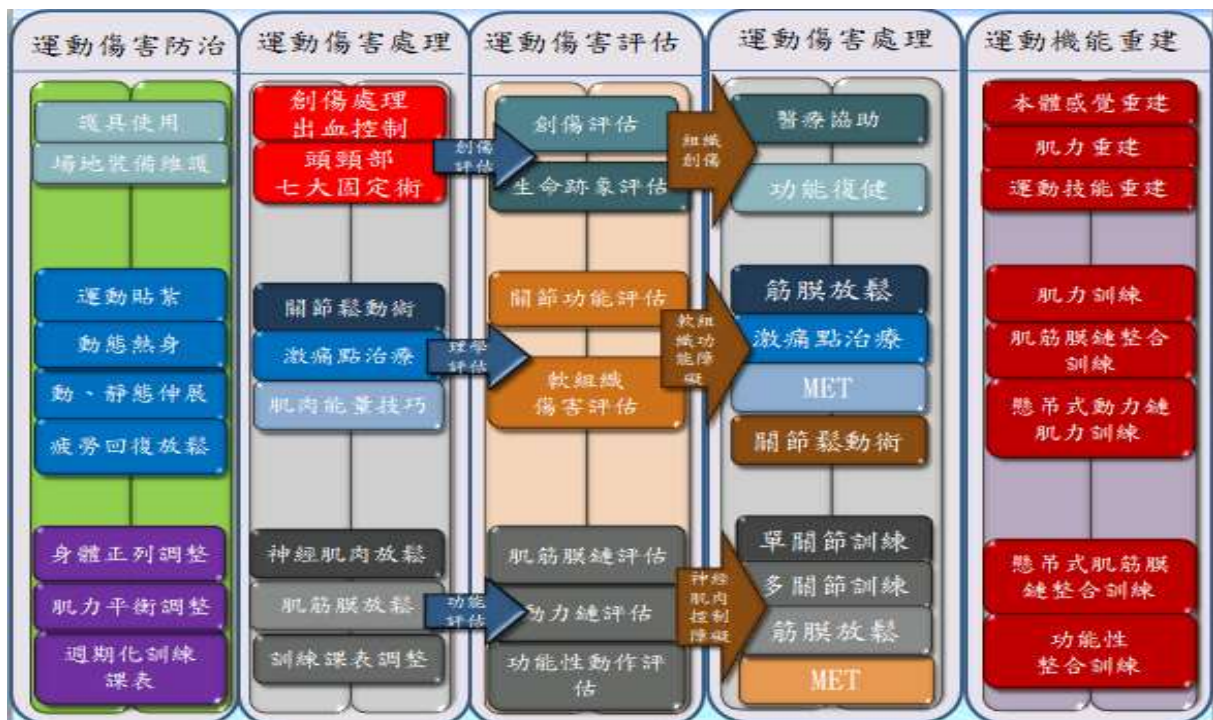 運動傷害防治
護具使用
場地裝備維護
運動貼紮
動態熱身
動、靜態伸展
疲勞回復放鬆
身體正列調整
肌力平衡調整
週期化訓練
課表
運動傷害處理
創傷處理
出血控制
頭頸部
七大固定術
關節鬆動術
激痛點治療
肌肉能量技巧
神經肌肉放鬆
肌筋膜放鬆
訓練課表調整
創傷
評估
理學
評估
功能
評估
運動傷害評估
創傷評估
生命跡象評估
關節功能評估
軟組織
傷害評估
肌筋膜鏈評估
動力鏈評估
功能性動作評
估
組織
創傷
軟組
織功
能障
礙
神經
肌肉
控制
障礙
運動傷害處理
醫療協助
功能復健
筋膜放鬆
激痛點治療
MET
關節鬆動術
單關節訓練
多關節訓練
筋膜放鬆
MET
運動機能重建
本體感覺重建
肌力重建
運動技能重建
肌力訓練
肌筋膜鏈整合
訓練
懸吊式動力鏈
肌力訓練
懸吊式肌筋膜
鏈整合訓練
功能性
整合訓練